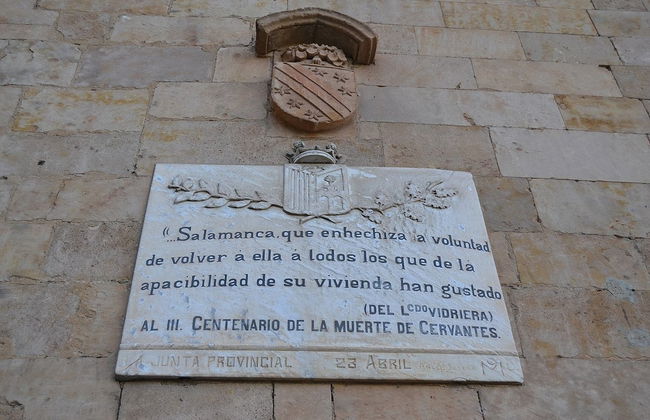 “...Salamanca, que enhechiza la voluntad
de volver a ella á todos los que de la
apacibilidad de su vivienda han gustado
(DEL Lcdo VIDRIERA)
AL III. CENTENARIO DE LA MUERTE DE CERVANTES.
LA JUNTA PROVINCIAL 23 ABRIL